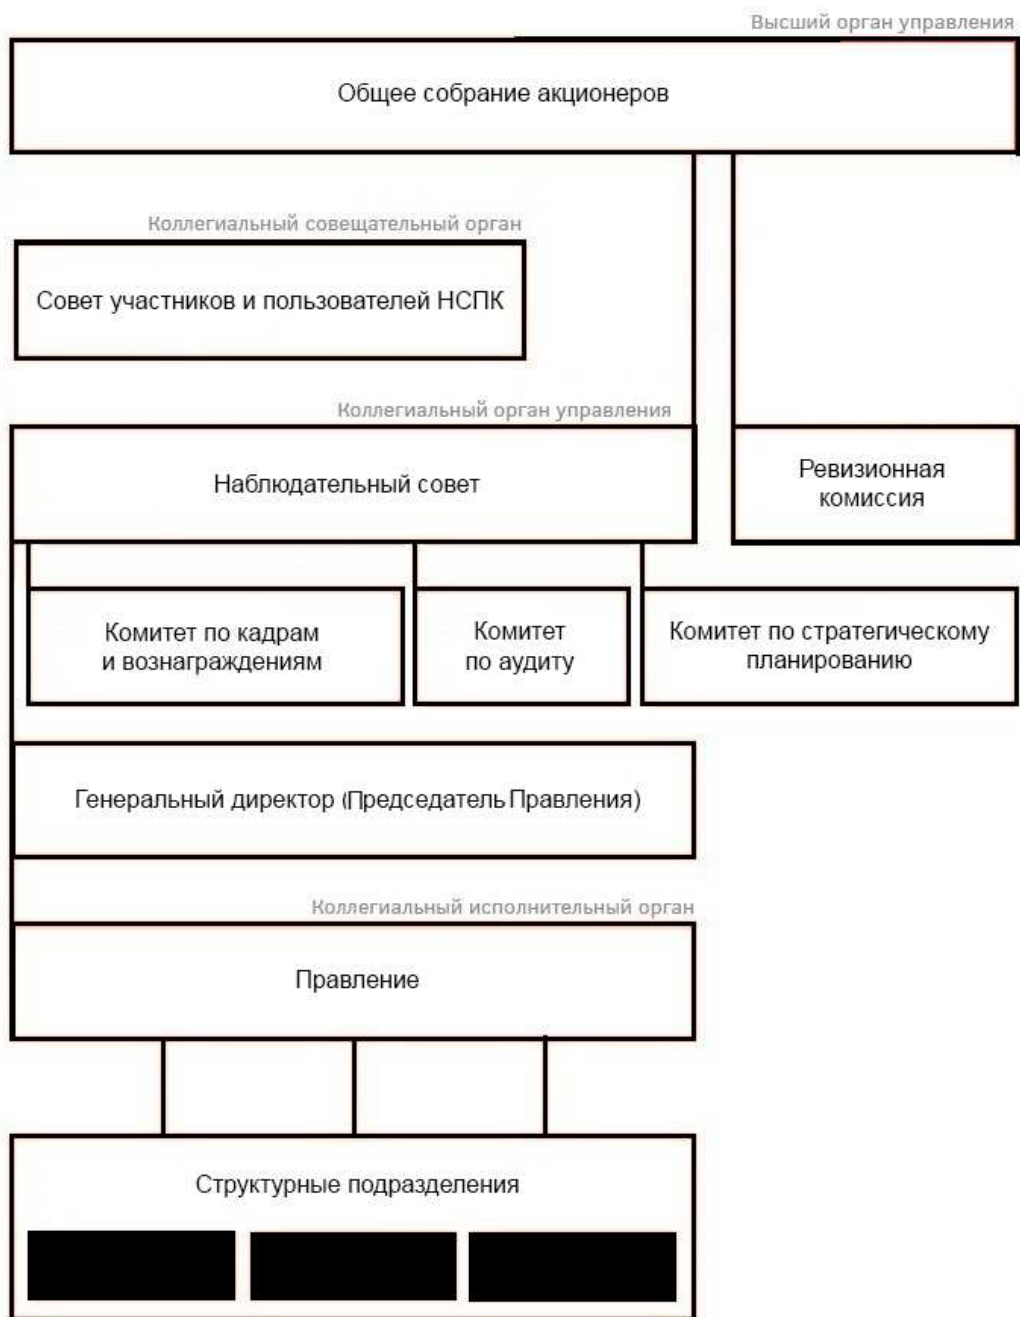 Высший орган управления
Общее собрание акционеров
Коллегиальный совещательный орган
Совет участников и пользователей НСПК
Коллегиальный орган управления
Наблюдательный совет
Ревизионная
комиссия
Комитет по кадрам
и вознаграждениям
Комитет
по аудиту
Комитет по стратегическому
планированию
Генеральный директор (Председатель Правления)
Коллегиальный исполнительный орган
Правление
Структурные подразделения